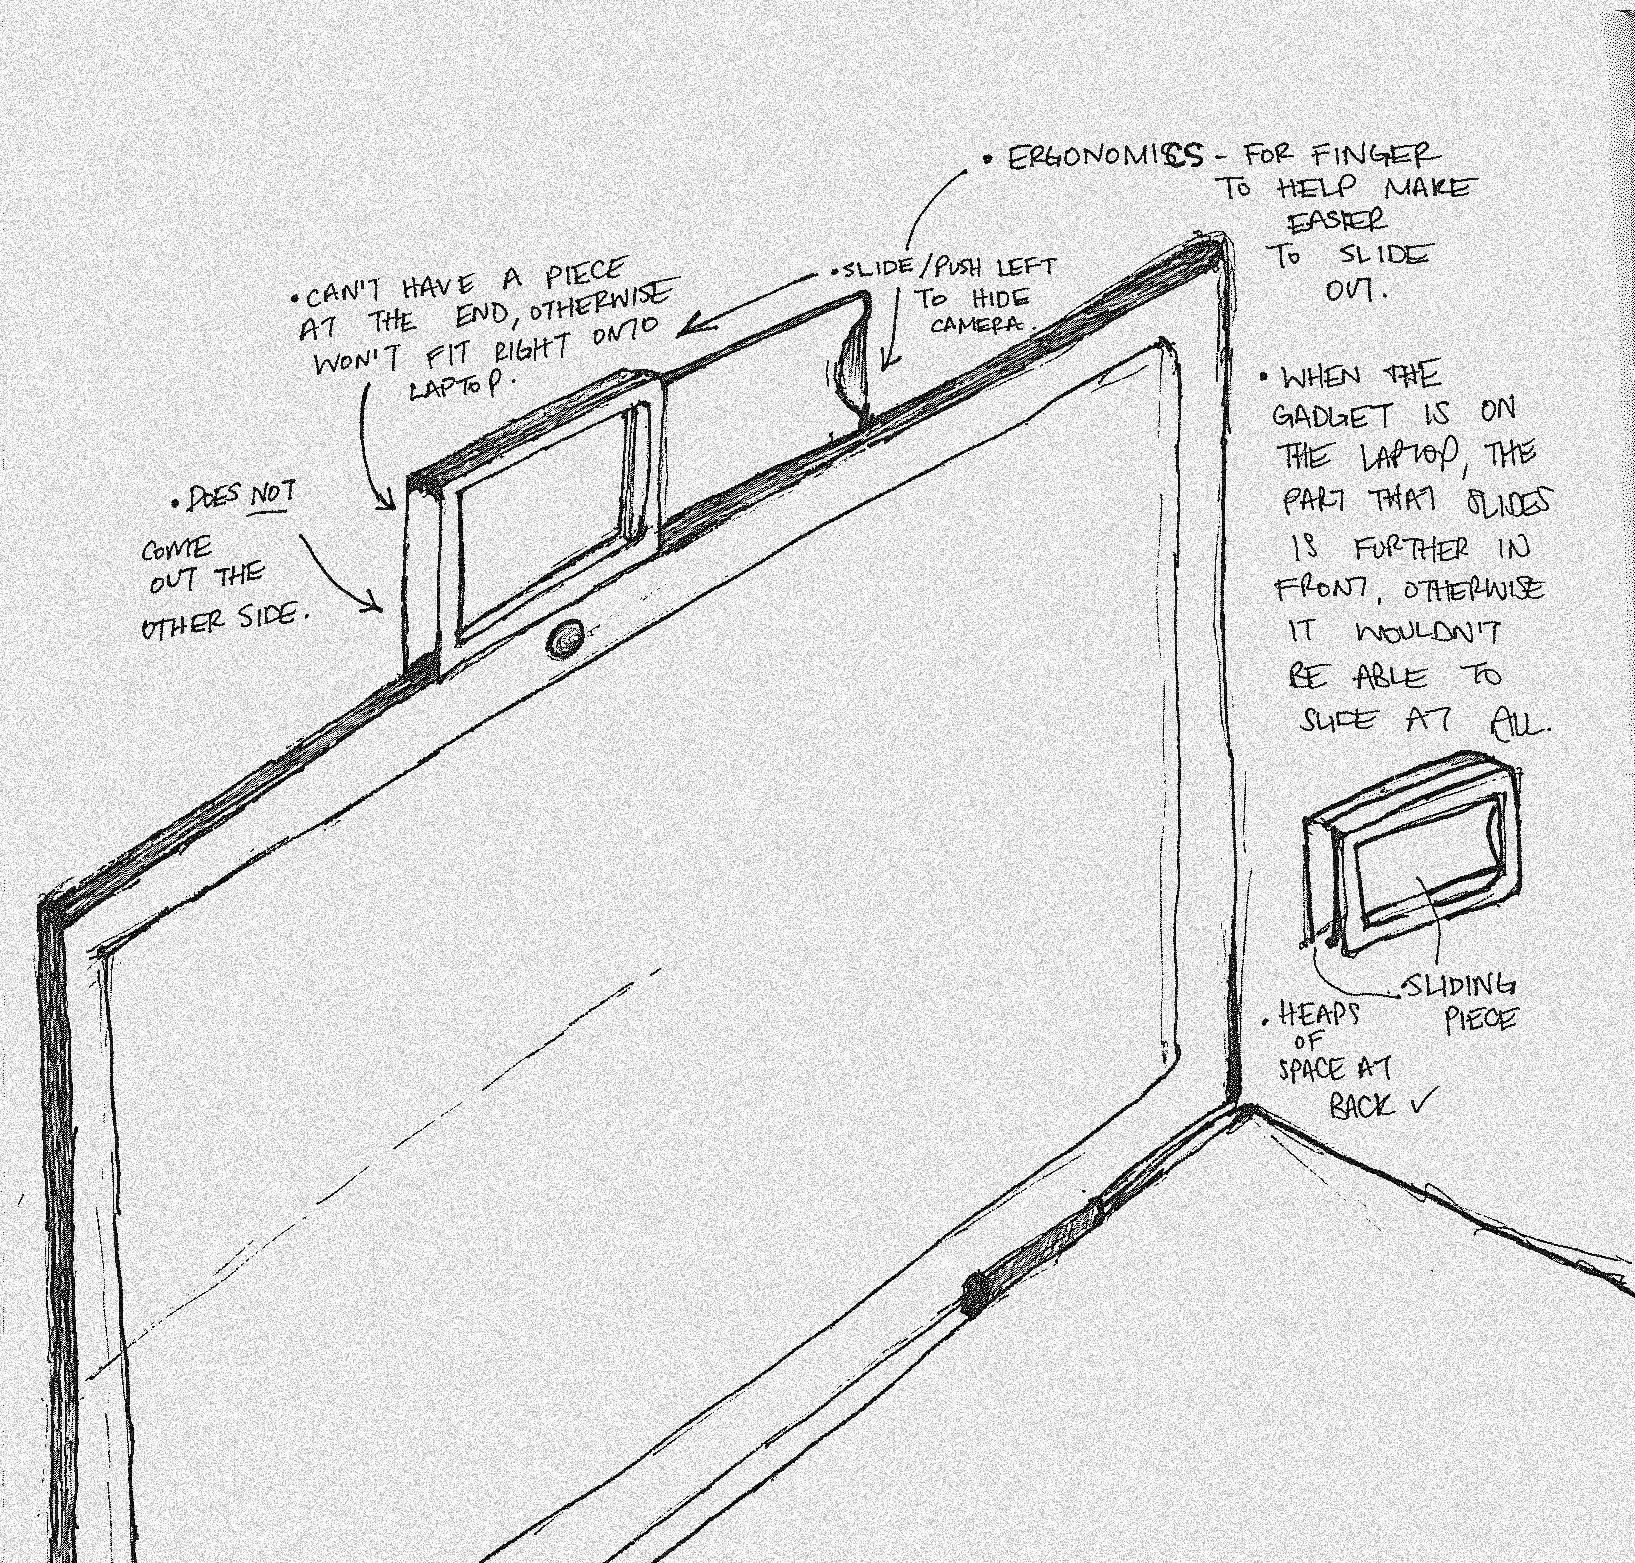 • ERGONOMICS - FOR FINGER
TO HELP MAKE
EASIER
TO SLIDE
OUT.
• CAN'T HAVE A PIECE
AT THE END, OTHERWISE
WON'T FIT RIGHT ONTO
LAPTOP.
• SLIDE/PUSH LEFT
TO HIDE
CAMERA.
• DOES NOT
COME
OUT THE
OTHER SIDE.
• WHEN THE
GADGET IS ON
THE LAPTOP, THE
PART THAT SLIDES
IS FURTHER IN
FRONT, OTHERWISE
IT WOULDN'T
BE ABLE TO
SLIDE AT ALL.
• SLIDING
PIECE
• HEAPS
OF
SPACE AT
BACK ✓